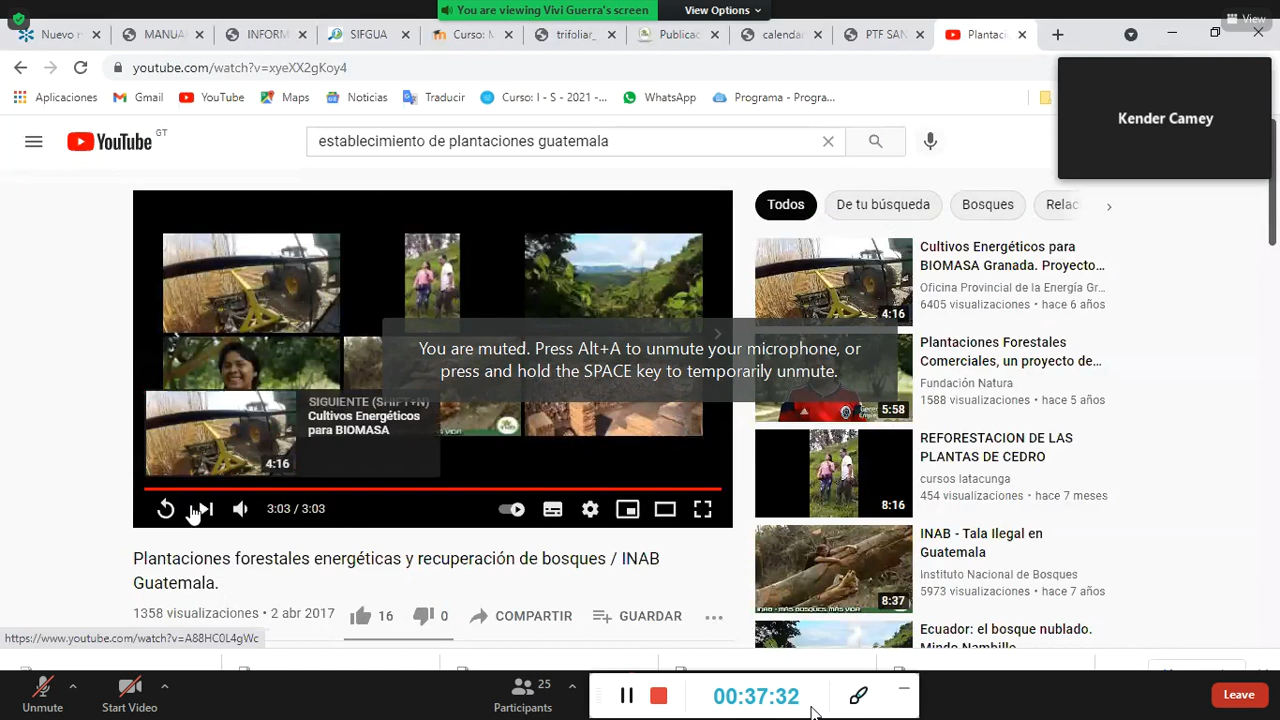 You are viewing Vivi Guerra's screen
View Options
View
Nuevo
MANUA
INFORM
SIFGUA
Curso: M
trifoliar_
Publicac
calenda
PTF SAN
Plantaci
youtube.com/watch?v=xyeXX2gKoy4
Aplicaciones
Gmail
YouTube
Maps
Noticias
Traducir
Curso: I - S - 2021 -...
WhatsApp
Programa - Progra...
Kender Camey
YouTube GT
establecimiento de plantaciones guatemala
Todos
De tu búsqueda
Bosques
Relac
Cultivos Energéticos para
BIOMASA Granada. Proyecto...
Oficina Provincial de la Energía Gr...
6405 visualizaciones • hace 6 años
4:16
You are muted. Press Alt+A to unmute your microphone, or
press and hold the SPACE key to temporarily unmute.
Plantaciones Forestales
Comerciales, un proyecto de...
Fundación Natura
1588 visualizaciones • hace 5 años
5:58
SIGUIENTE (SHIFT+N)
Cultivos Energéticos
para BIOMASA
4:16
REFORESTACION DE LAS
PLANTAS DE CEDRO
cursos latacunga
454 visualizaciones • hace 7 meses
8:16
3:03 / 3:03
INAB - Tala Ilegal en
Guatemala
Instituto Nacional de Bosques
5973 visualizaciones • hace 7 años
8:37
Plantaciones forestales energéticas y recuperación de bosques / INAB
Guatemala.
1358 visualizaciones • 2 abr 2017
16
0
COMPARTIR
GUARDAR
Ecuador: el bosque nublado.
Mindo Nambillo
https://www.youtube.com/watch?v=A88HC0L4gWc
Unmute
Start Video
25
Participants
00:37:32
Leave